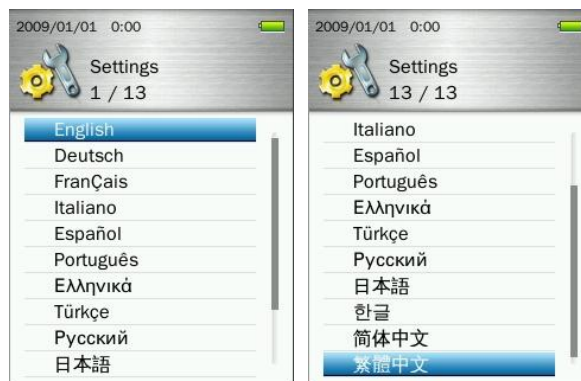 2009/01/01 0:00
Settings
1 / 13
English
Deutsch
FranÇais
Italiano
Español
Português
Ελληνικά
Türkçe
Русский
日本語
2009/01/01 0:00
Settings
13 / 13
Italiano
Español
Português
Ελληνικά
Türkçe
Русский
日本語
한글
简体中文
繁體中文